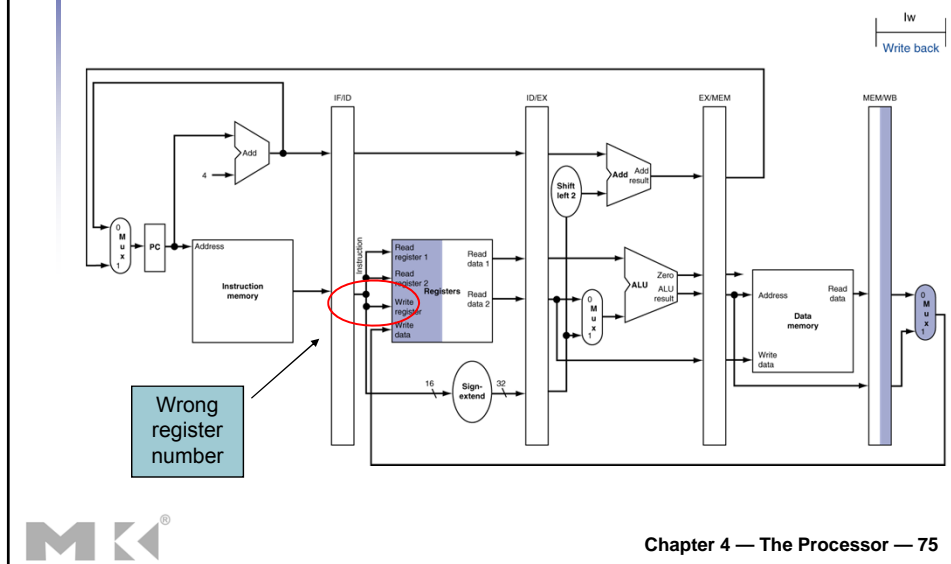 lw
Write back
IF/ID
ID/EX
EX/MEM
MEM/WB
Add
4
Shift
left 2
Add
Add
result
0
M
u
x
1
PC
Address
Instruction
memory
Instruction
Read
register 1
Read
register 2
Write
register
Write
data
Registers
Read
data 1
Read
data 2
16
Sign-
extend
32
0
M
u
x
1
Zero
ALU
ALU
result
Address
Read
data
Data
memory
Write
data
0
M
u
x
1
Wrong
register
number
MK®
Chapter 4 — The Processor — 75